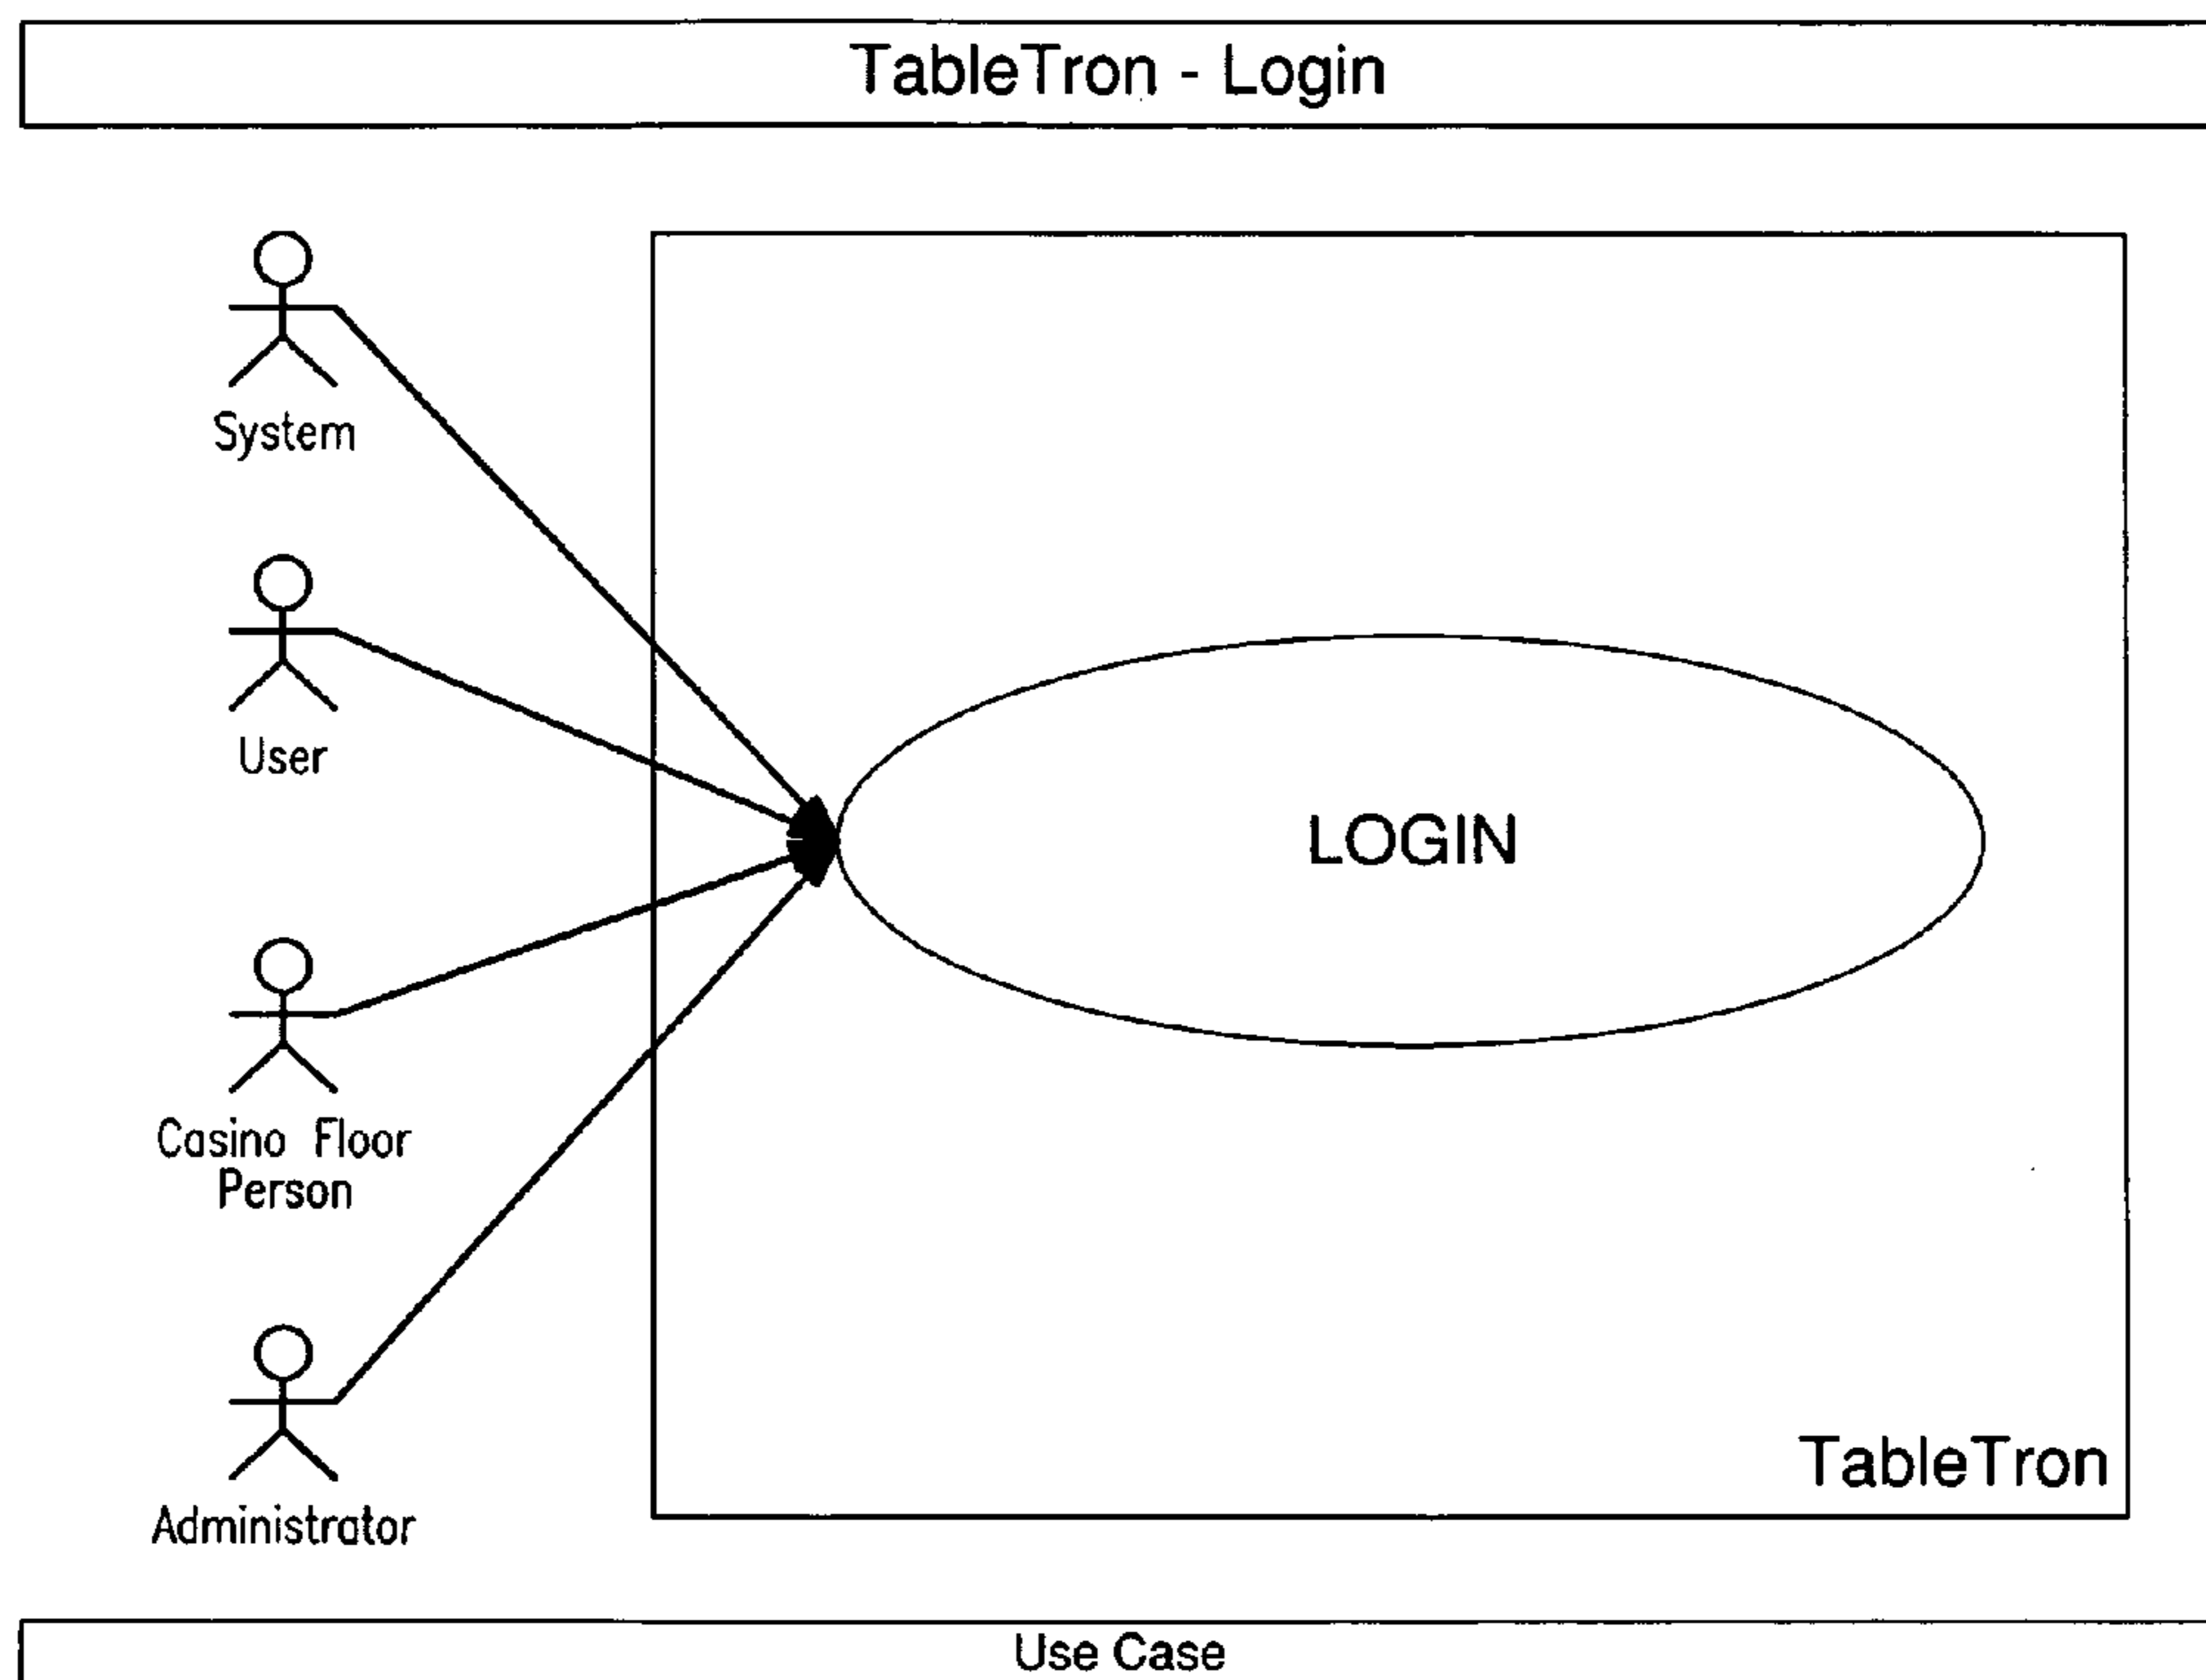 TableTron - Login
System
User
LOGIN
Casino Floor
Person
Administrator
TableTron
Use Case